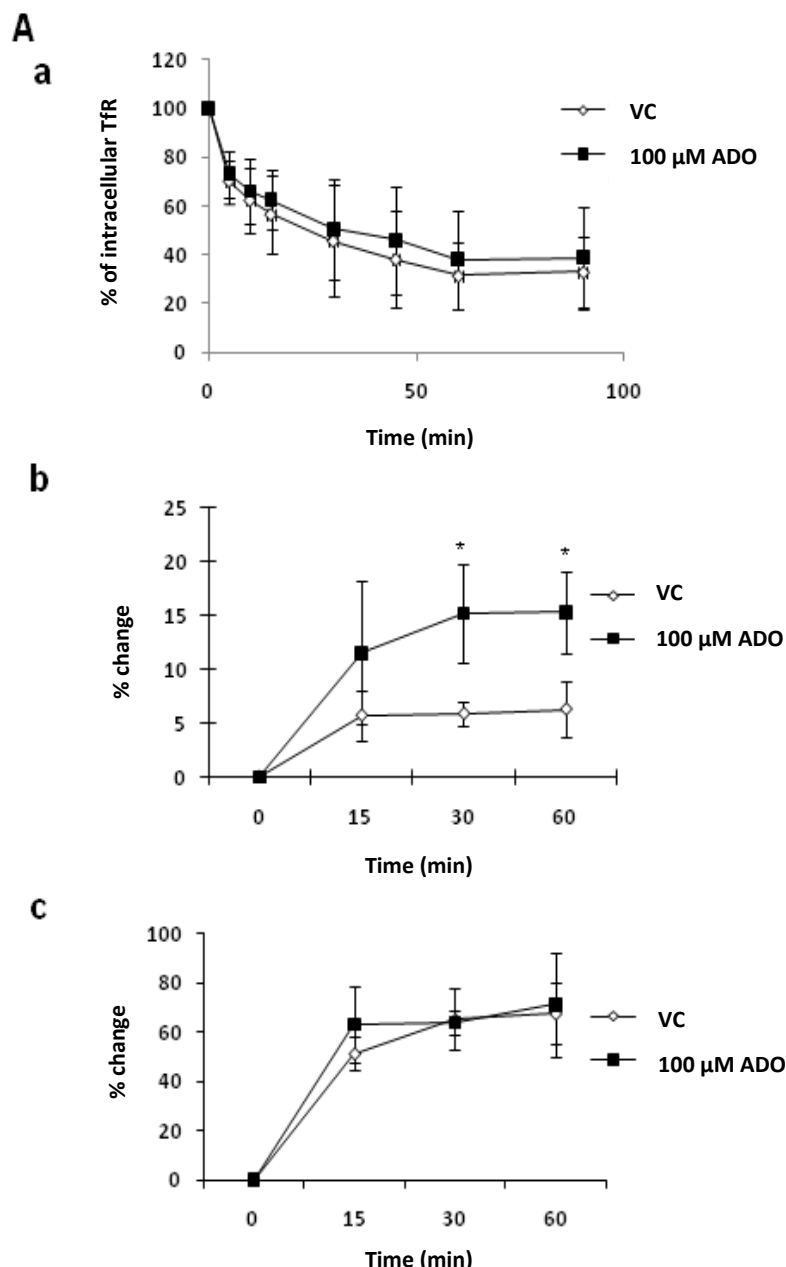 A
a
% of intracellular TfR
120
100
80
60
40
20
0
0 50 100
Time (min)
VC
100 µM ADO
b
% change
25
20
15
10
5
0
* *
0 15 30 60
Time (min)
VC
100 µM ADO
c
% change
100
80
60
40
20
0
0 15 30 60
Time (min)
VC
100 µM ADO